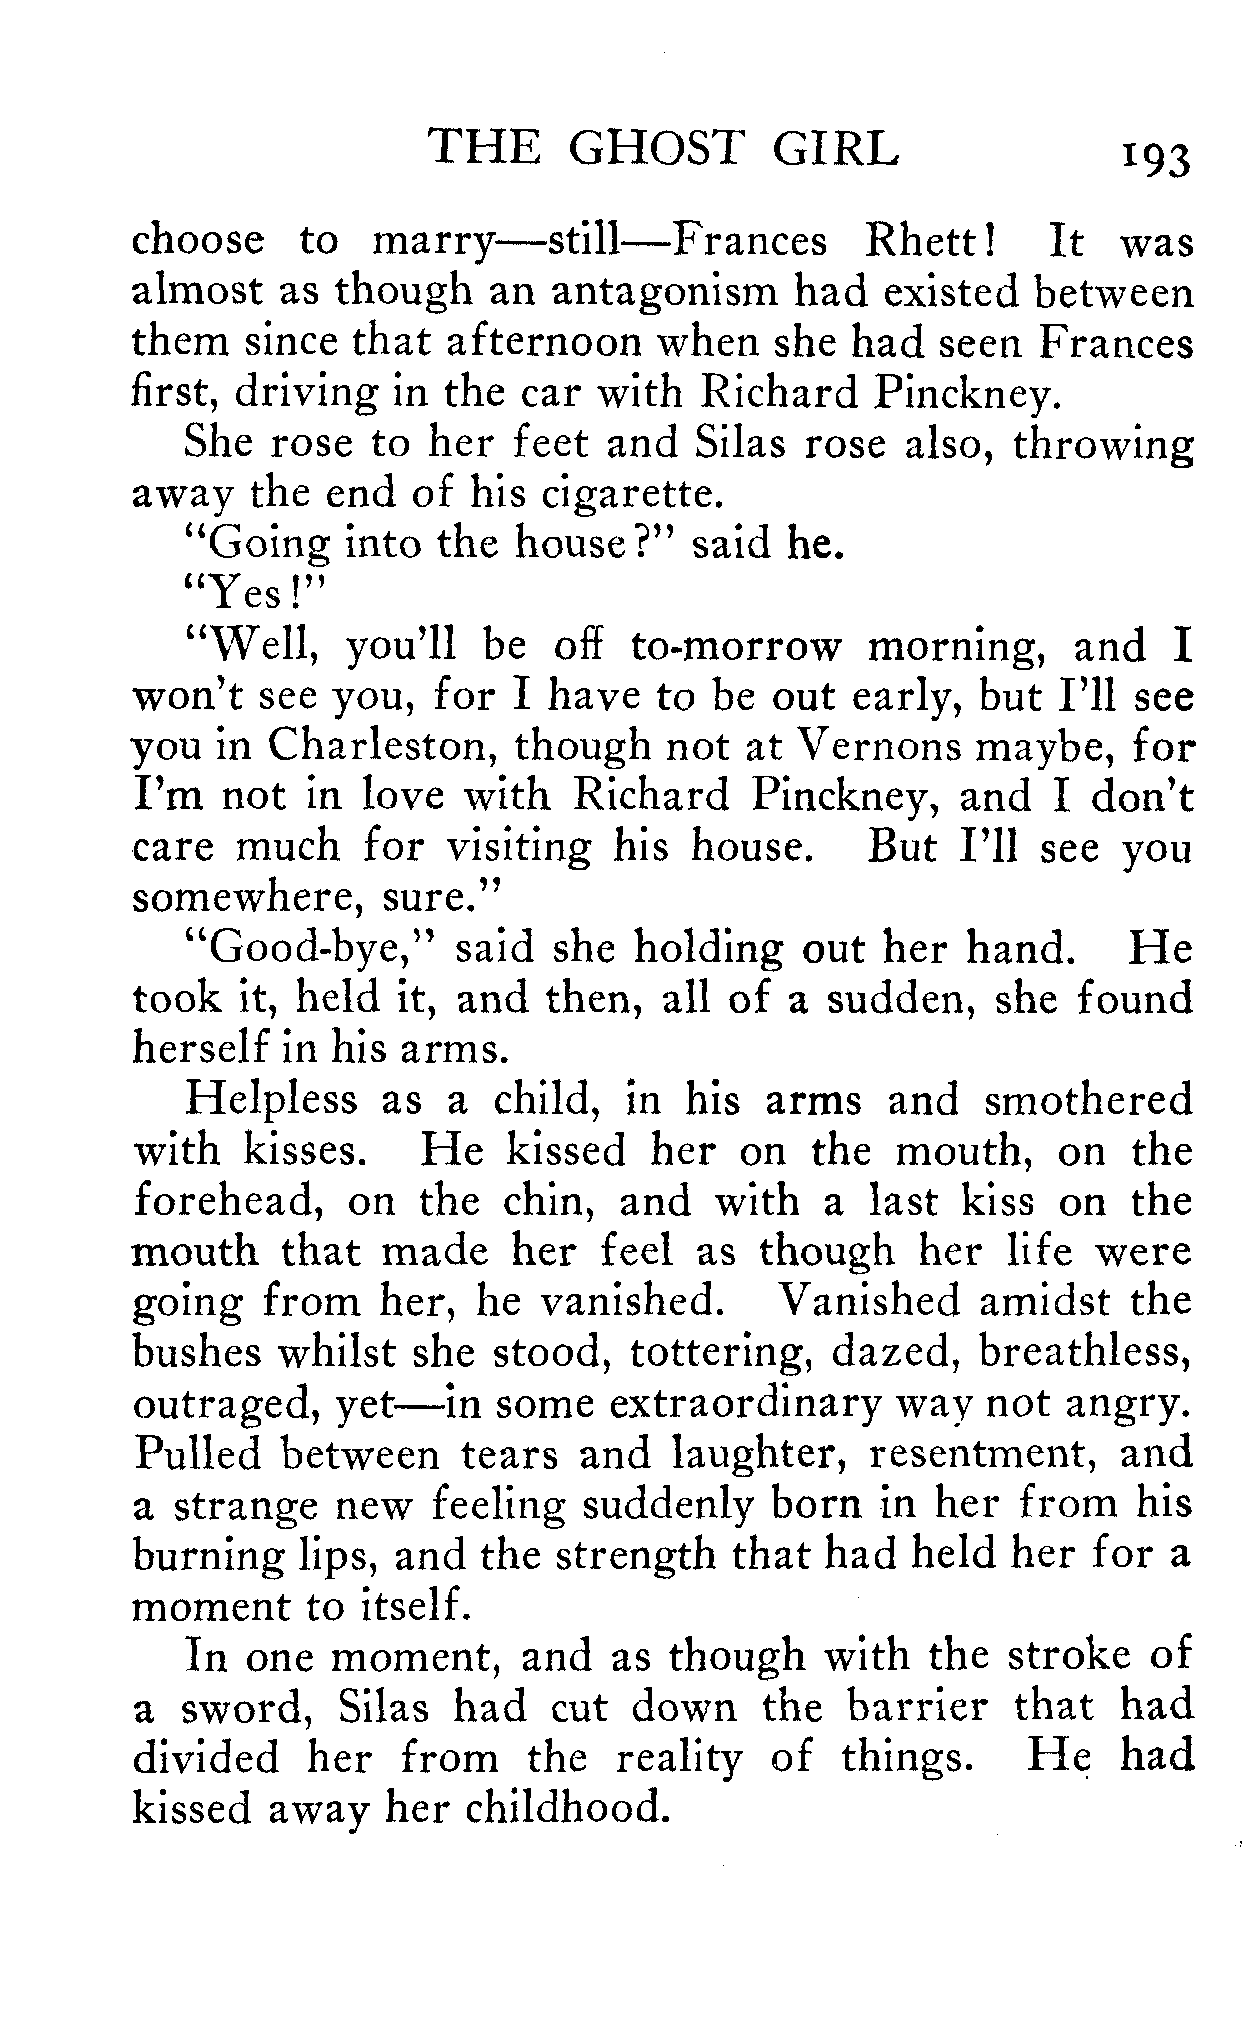 THE GHOST GIRL 193
choose to marry—still—Frances Rhett! It was
almost as though an antagonism had existed between
them since that afternoon when she had seen Frances
first, driving in the car with Richard Pinckney.
She rose to her feet and Silas rose also, throwing
away the end of his cigarette.
"Going into the house?" said he.
"Yes!"
"Well, you'll be off to-morrow morning, and I
won't see you, for I have to be out early, but I'll see
you in Charleston, though not at Vernons maybe, for
I'm not in love with Richard Pinckney, and I don't
care much for visiting his house. But I'll see you
somewhere, sure."
"Good-bye," said she holding out her hand. He
took it, held it, and then, all of a sudden, she found
herself in his arms.
Helpless as a child, in his arms and smothered
with kisses. He kissed her on the mouth, on the
forehead, on the chin, and with a last kiss on the
mouth that made her feel as though her life were
going from her, he vanished. Vanished amidst the
bushes whilst she stood, tottering, dazed, breathless,
outraged, yet—in some extraordinary way not angry.
Pulled between tears and laughter, resentment, and
a strange new feeling suddenly born in her from his
burning lips, and the strength that had held her for a
moment to itself.
In one moment, and as though with the stroke of
a sword, Silas had cut down the barrier that had
divided her from the reality of things. He had
kissed away her childhood.